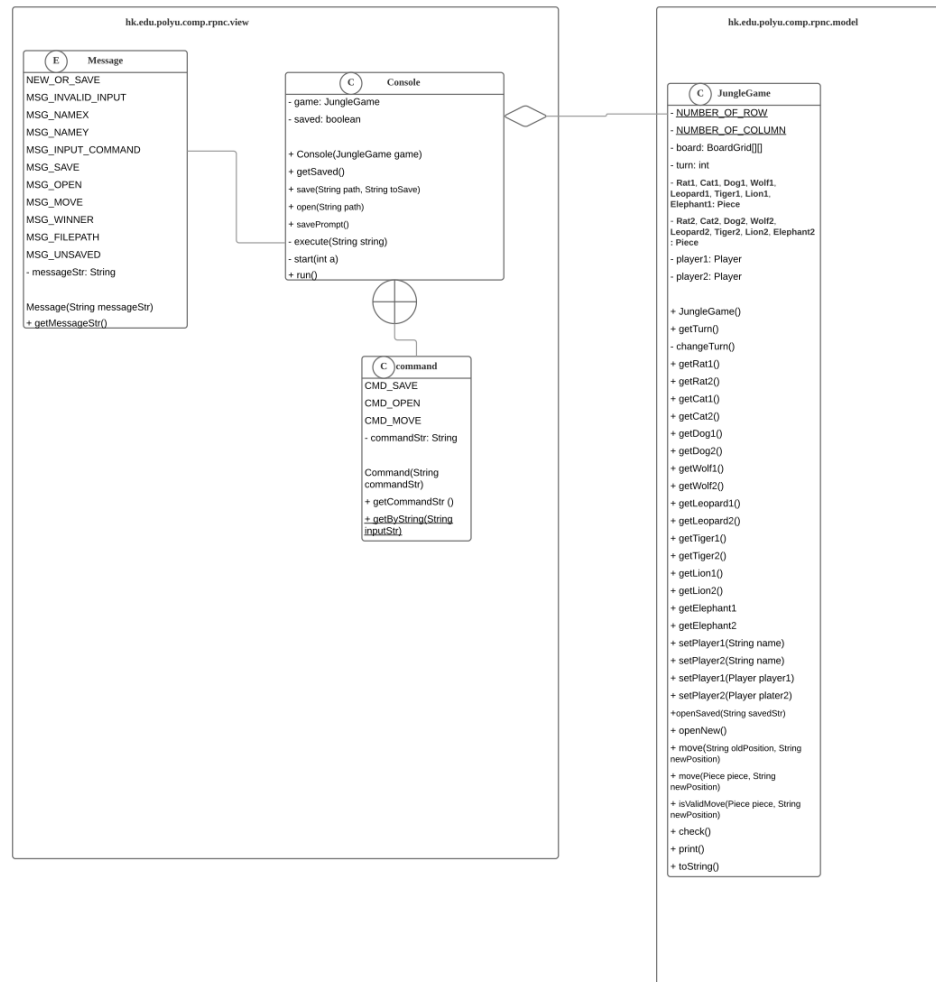 hk.edu.polyu.comp.rpnc.view
E Message
NEW_OR_SAVE
MSG_INVALID_INPUT
MSG_NAMEX
MSG_NAMEY
MSG_INPUT_COMMAND
MSG_SAVE
MSG_OPEN
MSG_MOVE
MSG_WINNER
MSG_FILEPATH
MSG_UNSAVED
- messageStr: String
Message(String messageStr)
+ getMessageStr()
C Console
- game: JungleGame
- saved: boolean
+ Console(JungleGame game)
+ getSaved()
+ save(String path, String toSave)
+ open(String path)
+ savePrompt()
- execute(String string)
- start(int a)
+ run()
C command
CMD_SAVE
CMD_OPEN
CMD_MOVE
- commandStr: String
Command(String
commandStr)
+ getCommandStr ()
+ getByString(String
inputStr)
hk.edu.polyu.comp.rpnc.model
C JungleGame
- NUMBER_OF_ROW
- NUMBER_OF_COLUMN
- board: BoardGrid[][]
- turn: int
- Rat1, Cat1, Dog1, Wolf1,
Leopard1, Tiger1, Lion1,
Elephant1: Piece
- Rat2, Cat2, Dog2, Wolf2,
Leopard2, Tiger2, Lion2, Elephant2
: Piece
- player1: Player
- player2: Player
+ JungleGame()
+ getTurn()
- changeTurn()
+ getRat1()
+ getRat2()
+ getCat1()
+ getCat2()
+ getDog1()
+ getDog2()
+ getWolf1()
+ getWolf2()
+ getLeopard1()
+ getLeopard2()
+ getTiger1()
+ getTiger2()
+ getLion1()
+ getLion2()
+ getElephant1
+ getElephant2
+ setPlayer1(String name)
+ setPlayer2(String name)
+ setPlayer1(Player player1)
+ setPlayer2(Player plater2)
+openSaved(String savedStr)
+ openNew()
+ move(String oldPosition, String
newPosition)
+ move(Piece piece, String
newPosition)
+ isValidMove(Piece piece, String
newPosition)
+ check()
+ print()
+ toString()